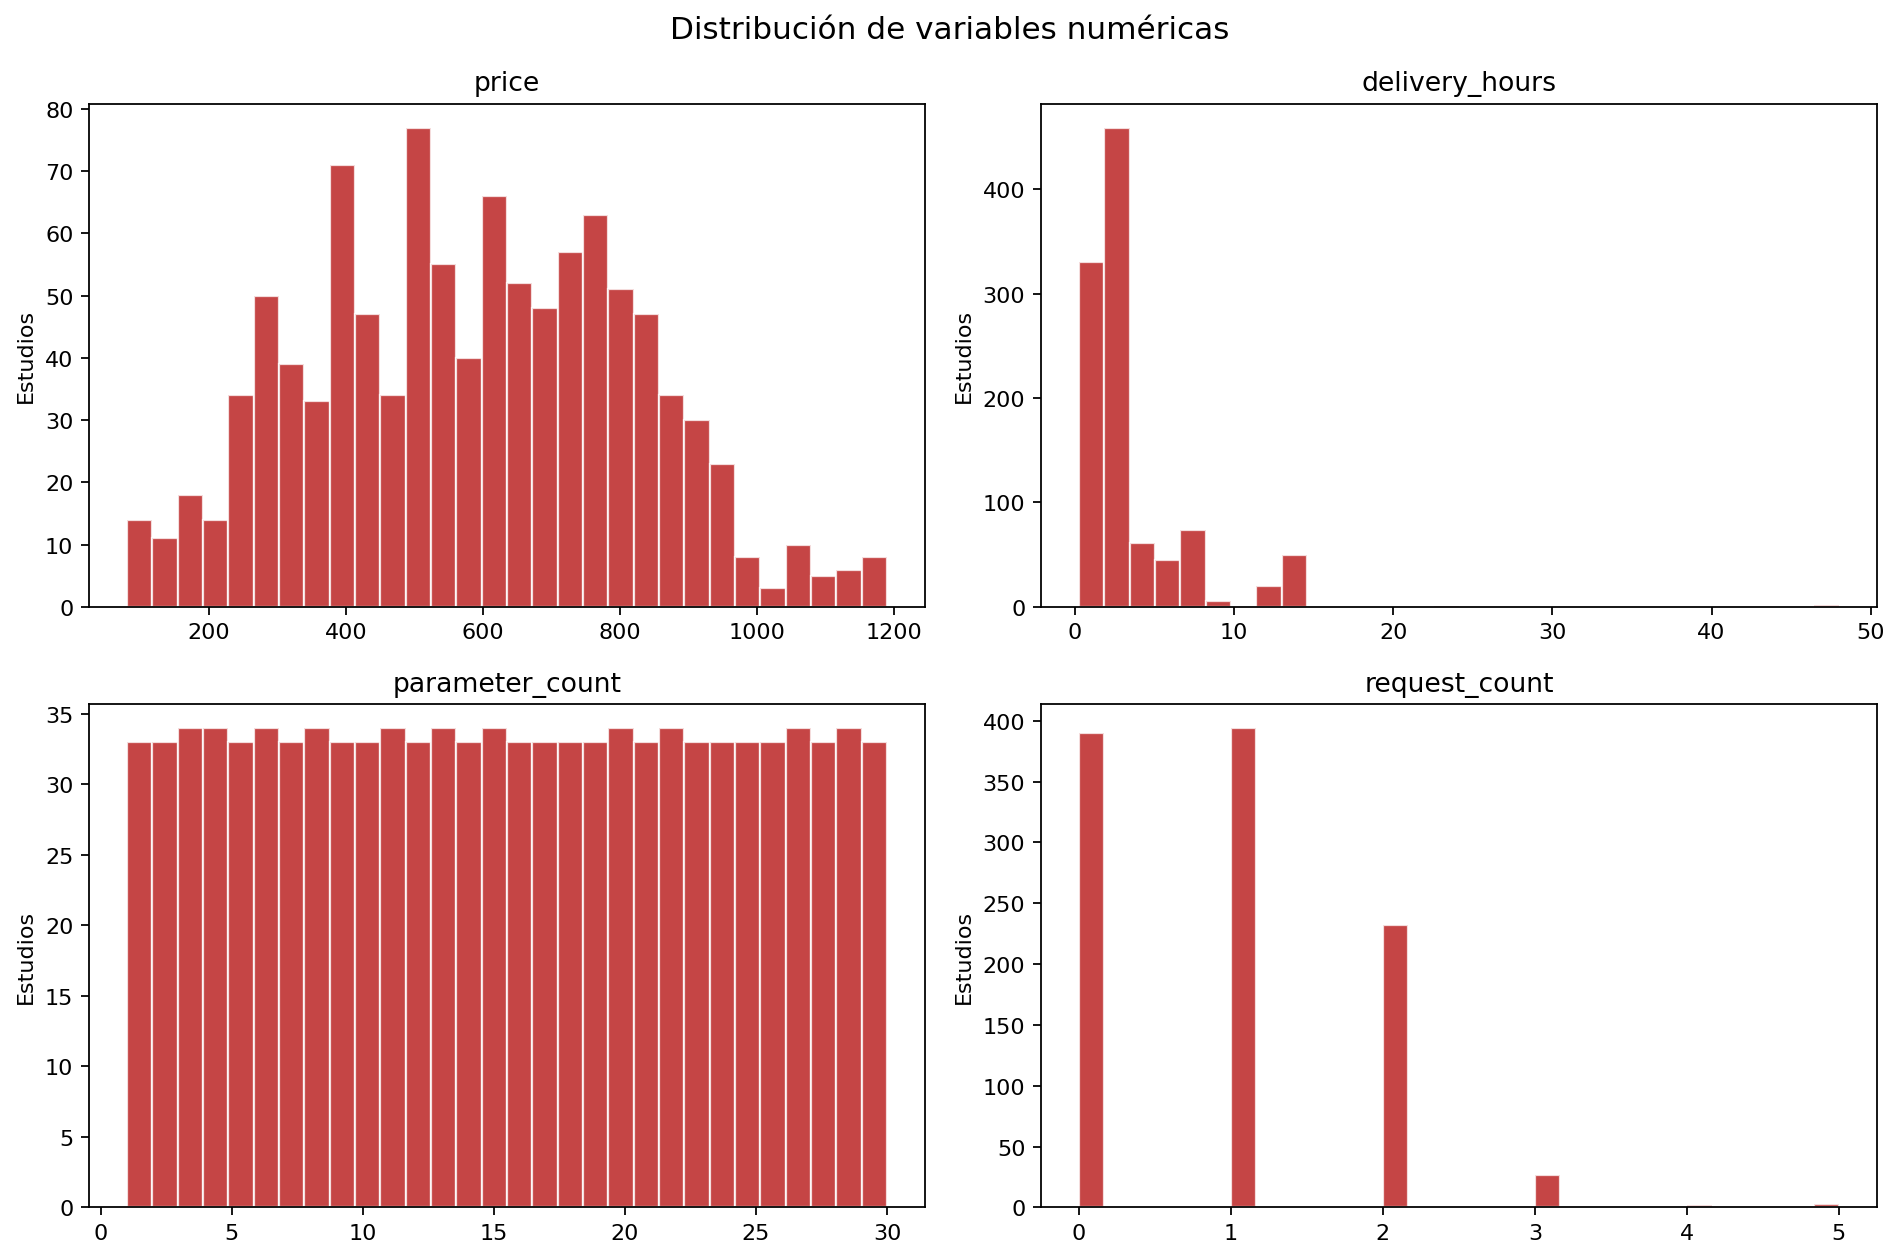 Distribución de variables numéricas
price
delivery_hours
Estudios
80
70
60
50
40
30
20
10
0
200 400 600 800 1000 1200
Estudios
400
300
200
100
0
0 10 20 30 40 50
parameter_count
request_count
Estudios
35
30
25
20
15
10
5
0
0 5 10 15 20 25 30
Estudios
400
350
300
250
200
150
100
50
0
0 1 2 3 4 5